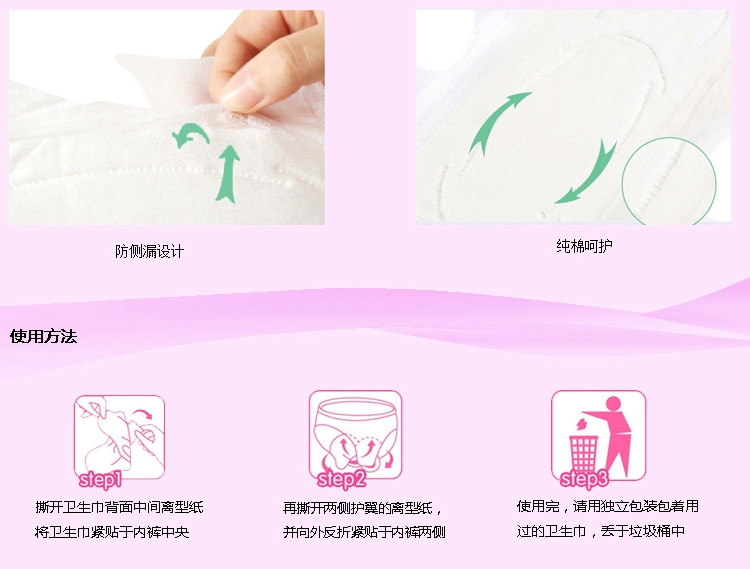 防侧漏设计
纯棉呵护
使用方法
step1
撕开卫生巾背面中间离型纸
将卫生巾紧贴于内裤中央
step2
再撕开两侧护翼的离型纸，
并向外反折紧贴于内裤两侧
step3
使用完，请用独立包装包着用
过的卫生巾，丢于垃圾桶中